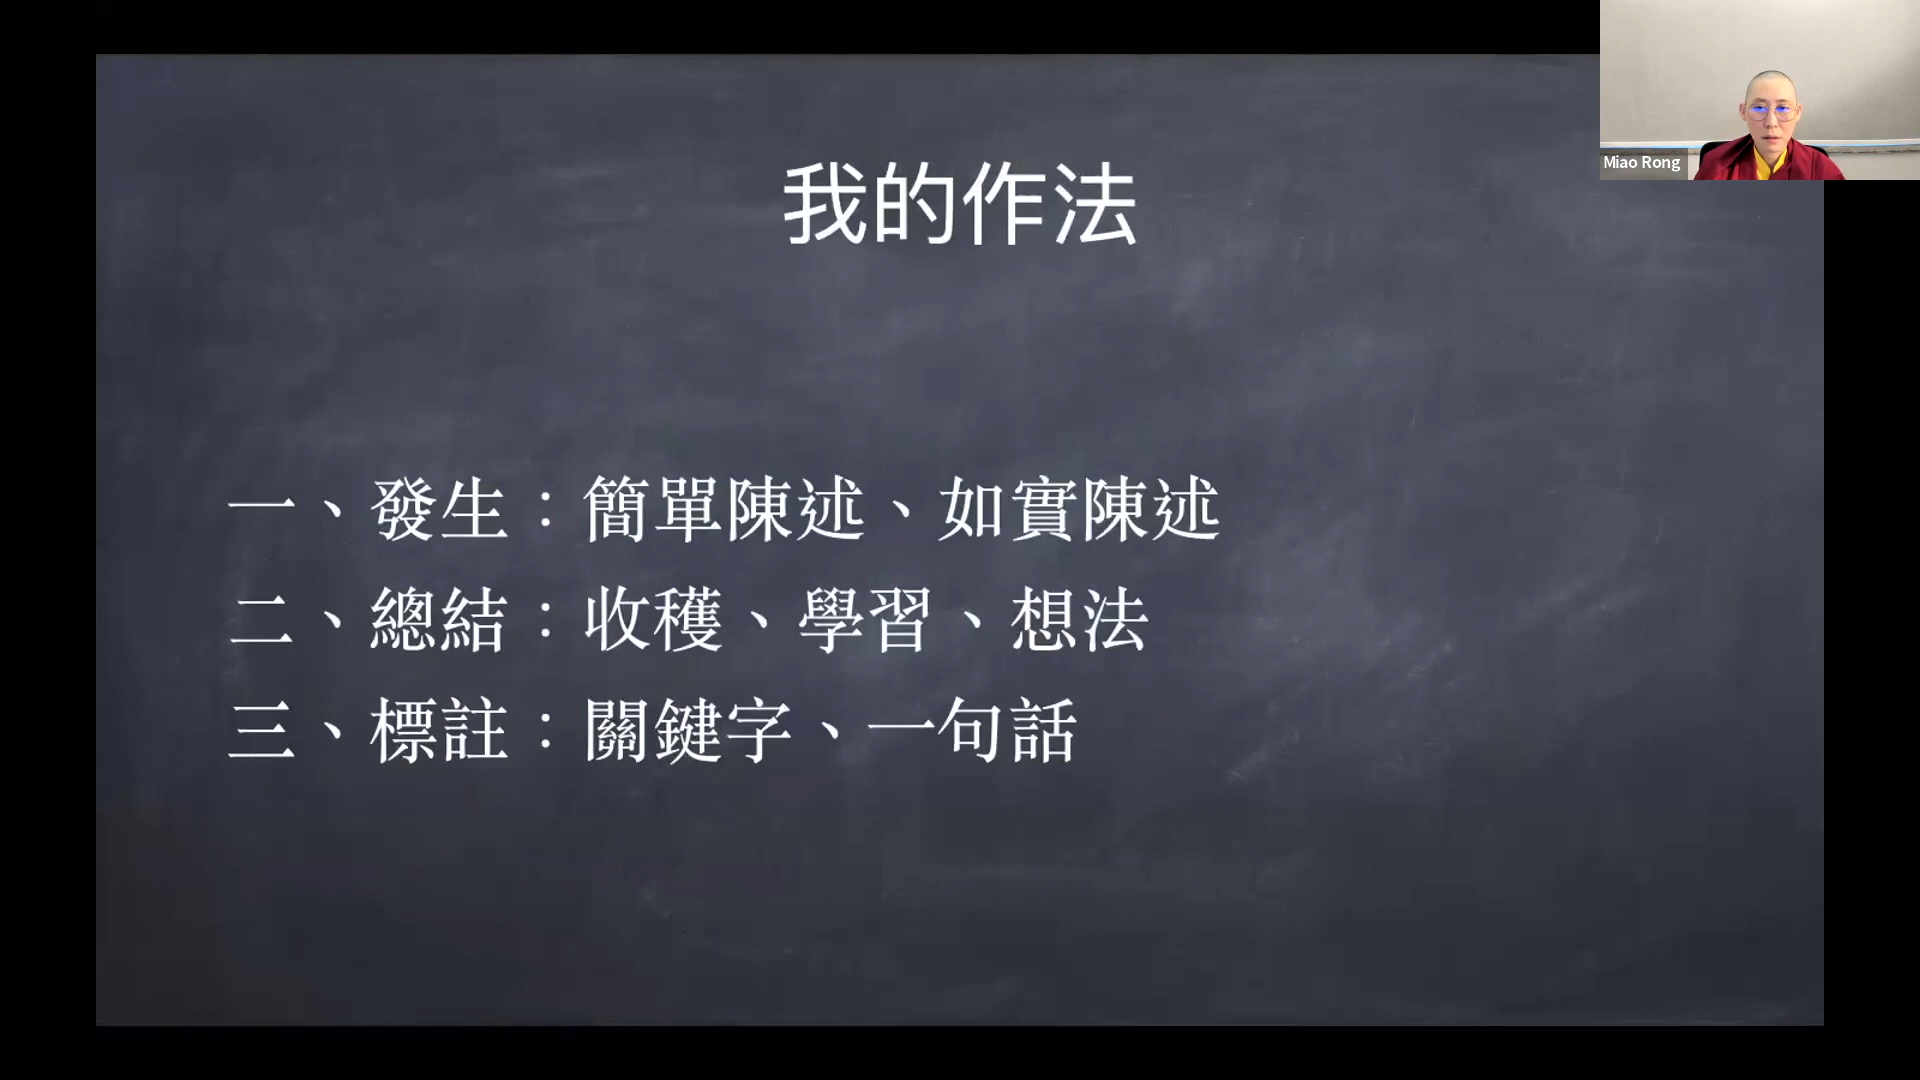 Miao Rong
我的作法
一、發生：簡單陳述、如實陳述
二、總結：收穫、學習、想法
三、標註：關鍵字、一句話